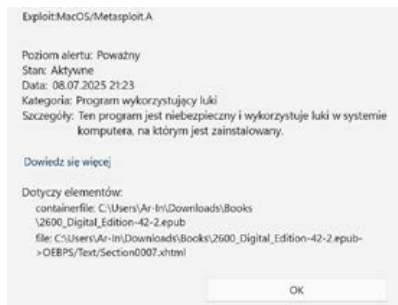 Exploit:MacOS/Metasploit.A
Poziom alertu: Poważny
Stan: Aktywne
Data: 08.07.2025 21:23
Kategoria: Program wykorzystujący luki
Szczegóły: Ten program jest niebezpieczny i wykorzystuje luki w systemie
komputera, na którym jest zainstalowany.
Dowiedz się więcej
Dotyczy elementów:
containerfile: C:\Users\Ar-In\Downloads\Books
\2600_Digital_Edition-42-2.epub
file: C:\Users\Ar-In\Downloads\Books\2600_Digital_Edition-42-2.epub-
>OEBPS/Text/Section0007.xhtml
OK